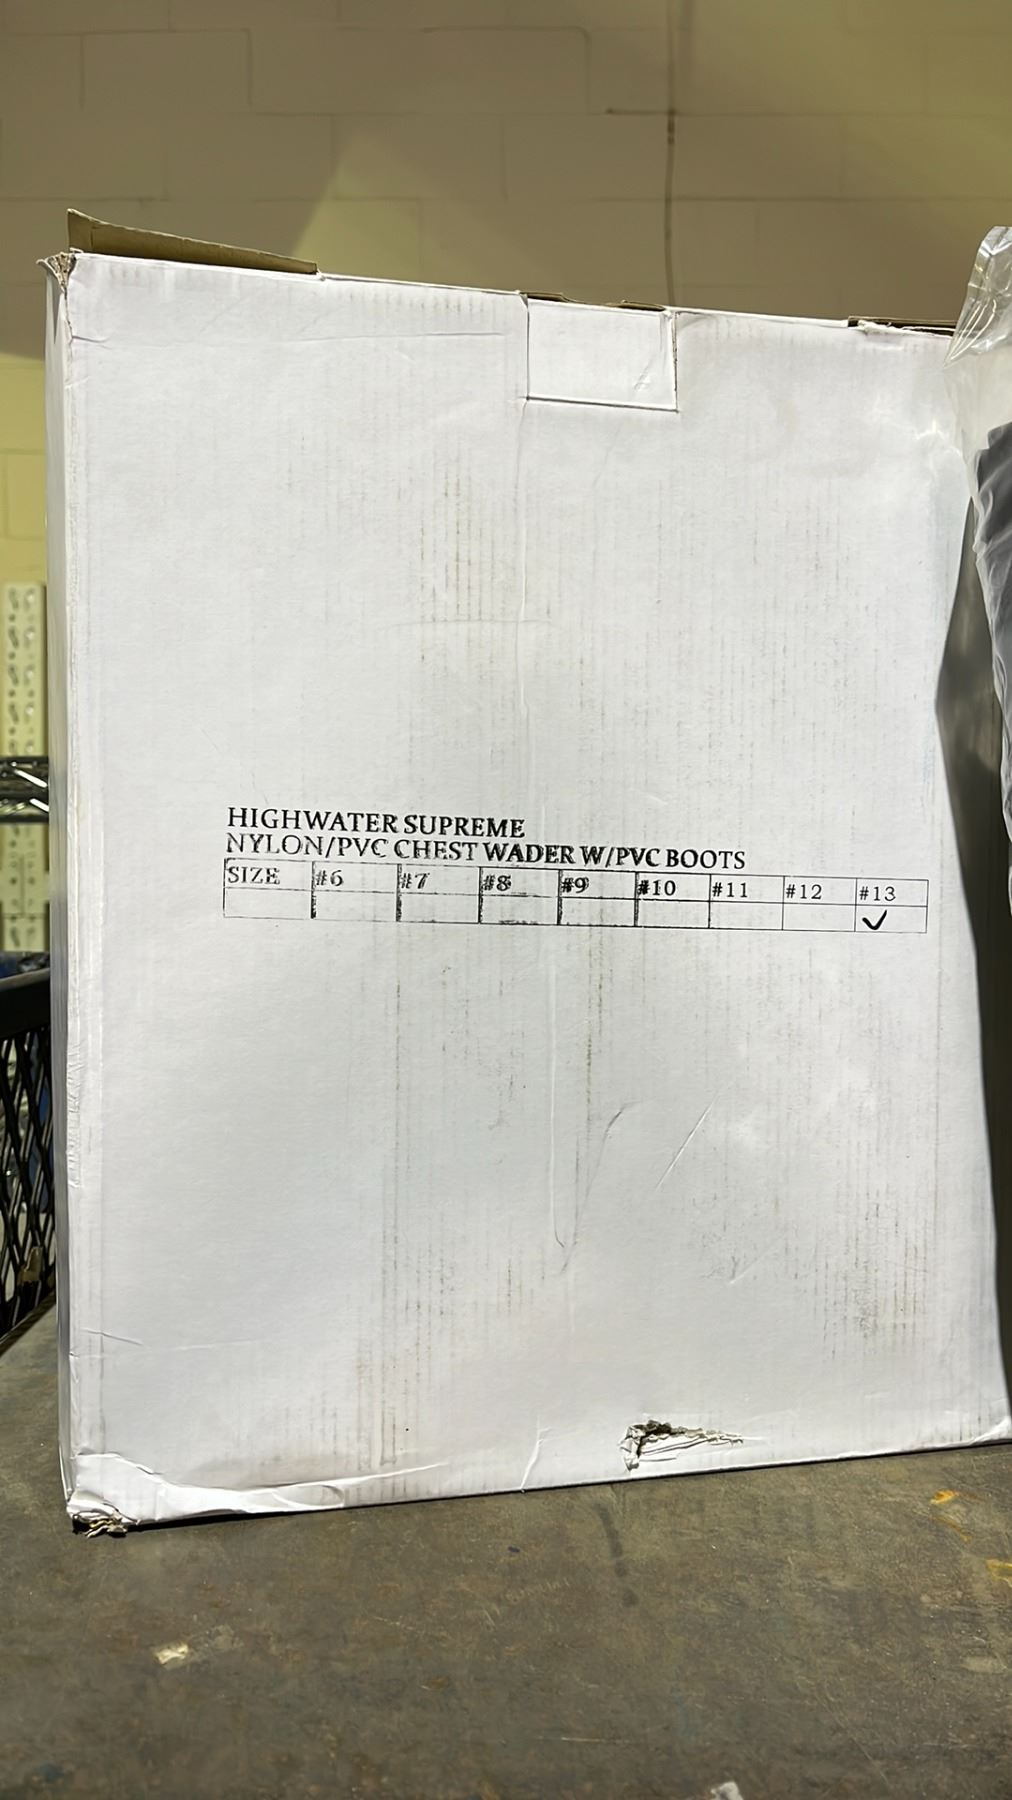 HIGHWATER SUPREME
NYLON/PVC CHEST WADER W/PVC BOOTS
SIZE #6 #7 #8 #9 #10 #11 #12 #13
✓